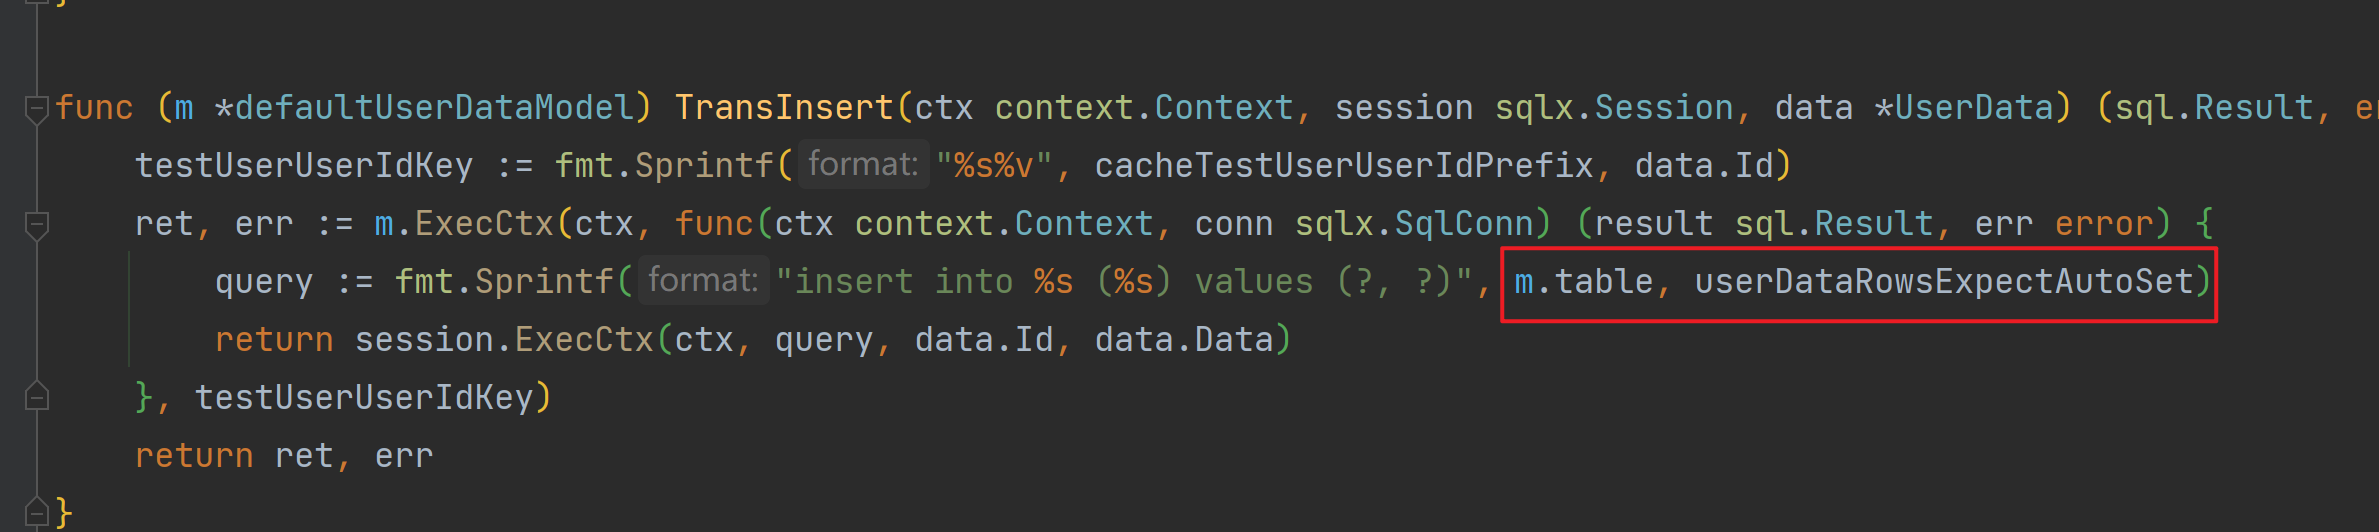 }
func (m *defaultUserDataModel) TransInsert(ctx context.Context, session sqlx.Session, data *UserData) (sql.Result, er
testUserUserIdKey := fmt.Sprintf( format: "%s%v", cacheTestUserUserIdPrefix, data.Id)
ret, err := m.ExecCtx(ctx, func(ctx context.Context, conn sqlx.SqlConn) (result sql.Result, err error) {
query := fmt.Sprintf( format: "insert into %s (%s) values (?, ?)", m.table, userDataRowsExpectAutoSet)
return session.ExecCtx(ctx, query, data.Id, data.Data)
}, testUserUserIdKey)
return ret, err
}